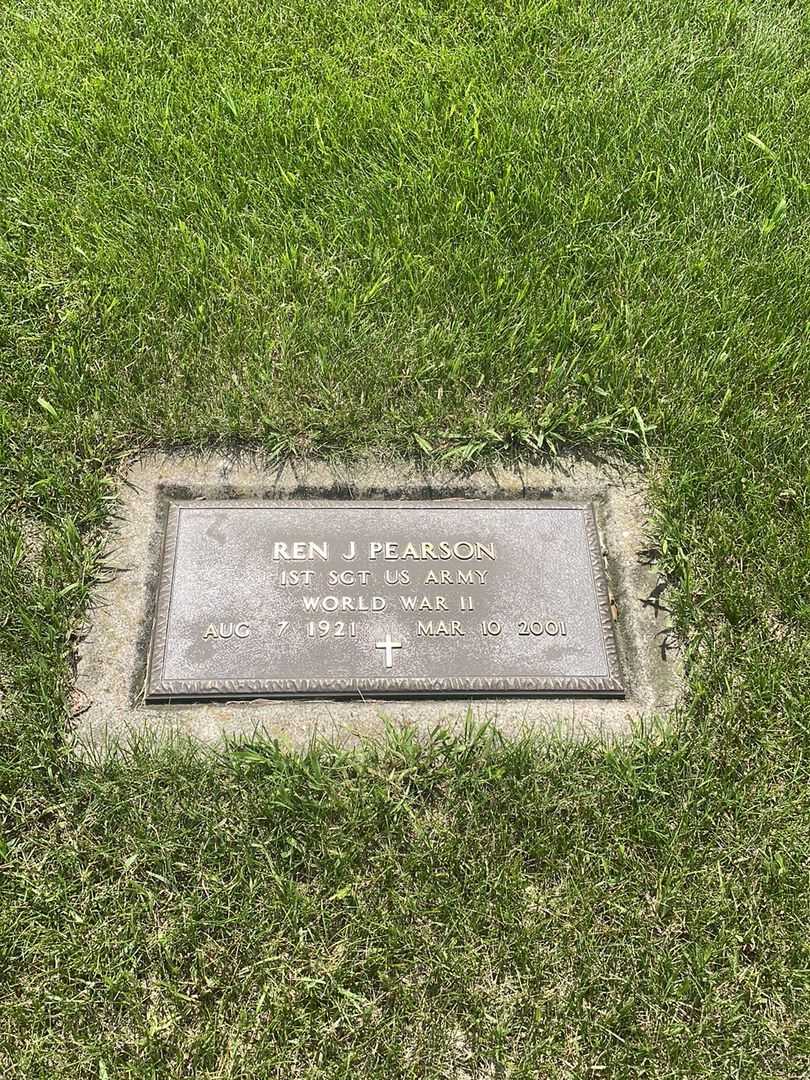 REN J PEARSON
1ST SGT US ARMY
WORLD WAR II
AUG 7 1921 MAR 10 2001